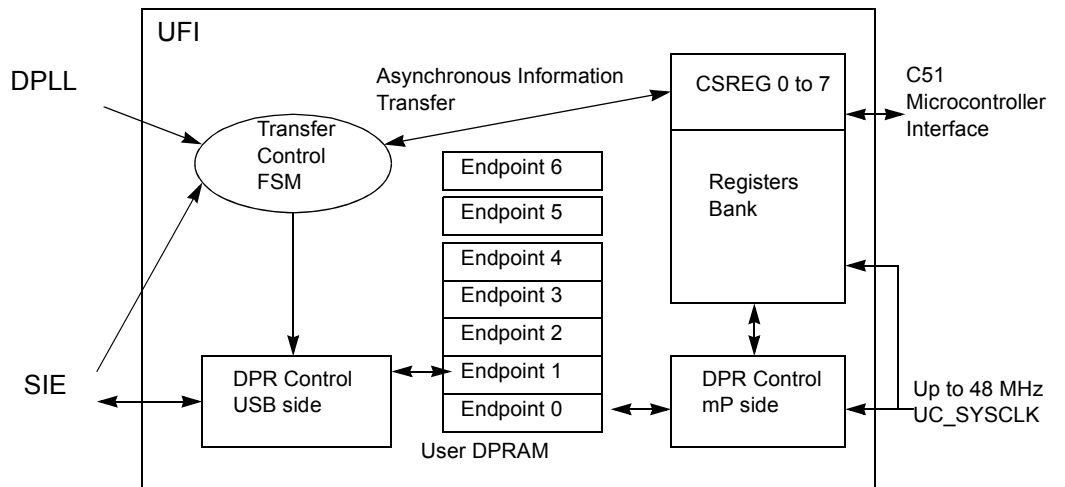 UFI
DPLL
Asynchronous Information
Transfer
CSREG 0 to 7
C51
Microcontroller
Interface
Transfer
Control
FSM
Endpoint 6
Endpoint 5
Endpoint 4
Endpoint 3
Endpoint 2
Endpoint 1
Endpoint 0
Registers
Bank
SIE
DPR Control
USB side
User DPRAM
DPR Control
mP side
Up to 48 MHz
UC_SYSCLK